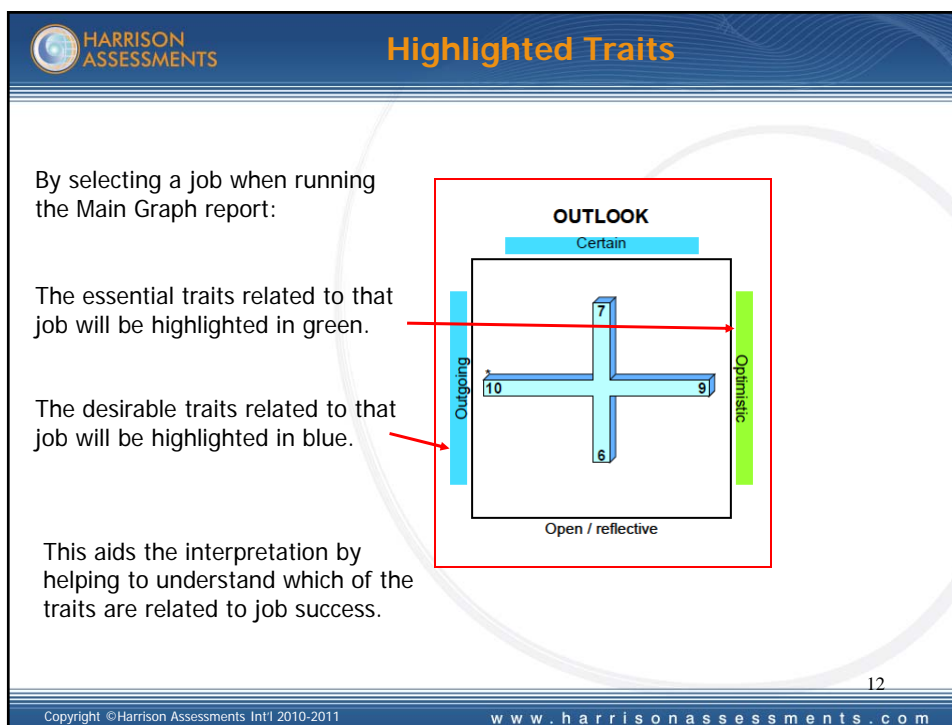 HARRISON
ASSESSMENTS
Highlighted Traits
By selecting a job when running
the Main Graph report:
The essential traits related to that
job will be highlighted in green.
The desirable traits related to that
job will be highlighted in blue.
This aids the interpretation by
helping to understand which of the
traits are related to job success.
OUTLOOK
Certain
Outgoing
7
*
10
9
6
Optimistic
Open / reflective
12
Copyright ©Harrison Assessments Int'l 2010-2011
www.harrisonassessments.com